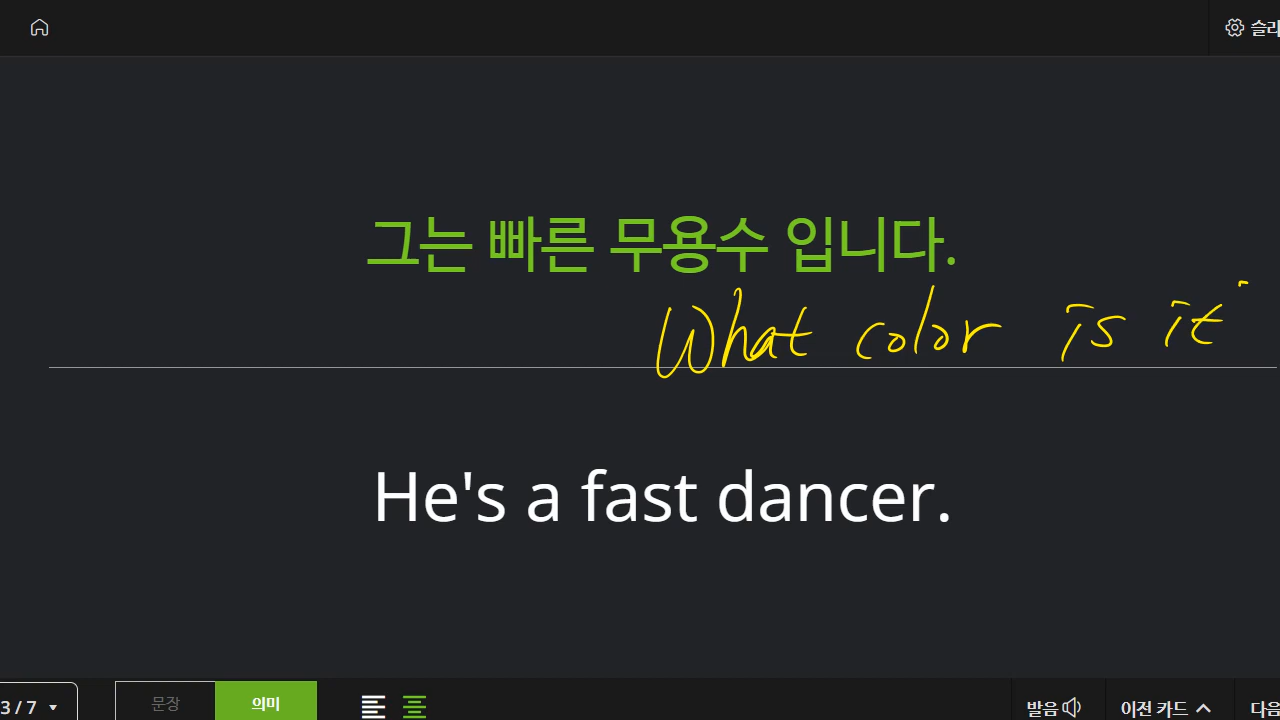 슬라
그는 빠른 무용수 입니다.
What color is it
He's a fast dancer.
3 / 7 문장 의미 발음 이전 카드 다음